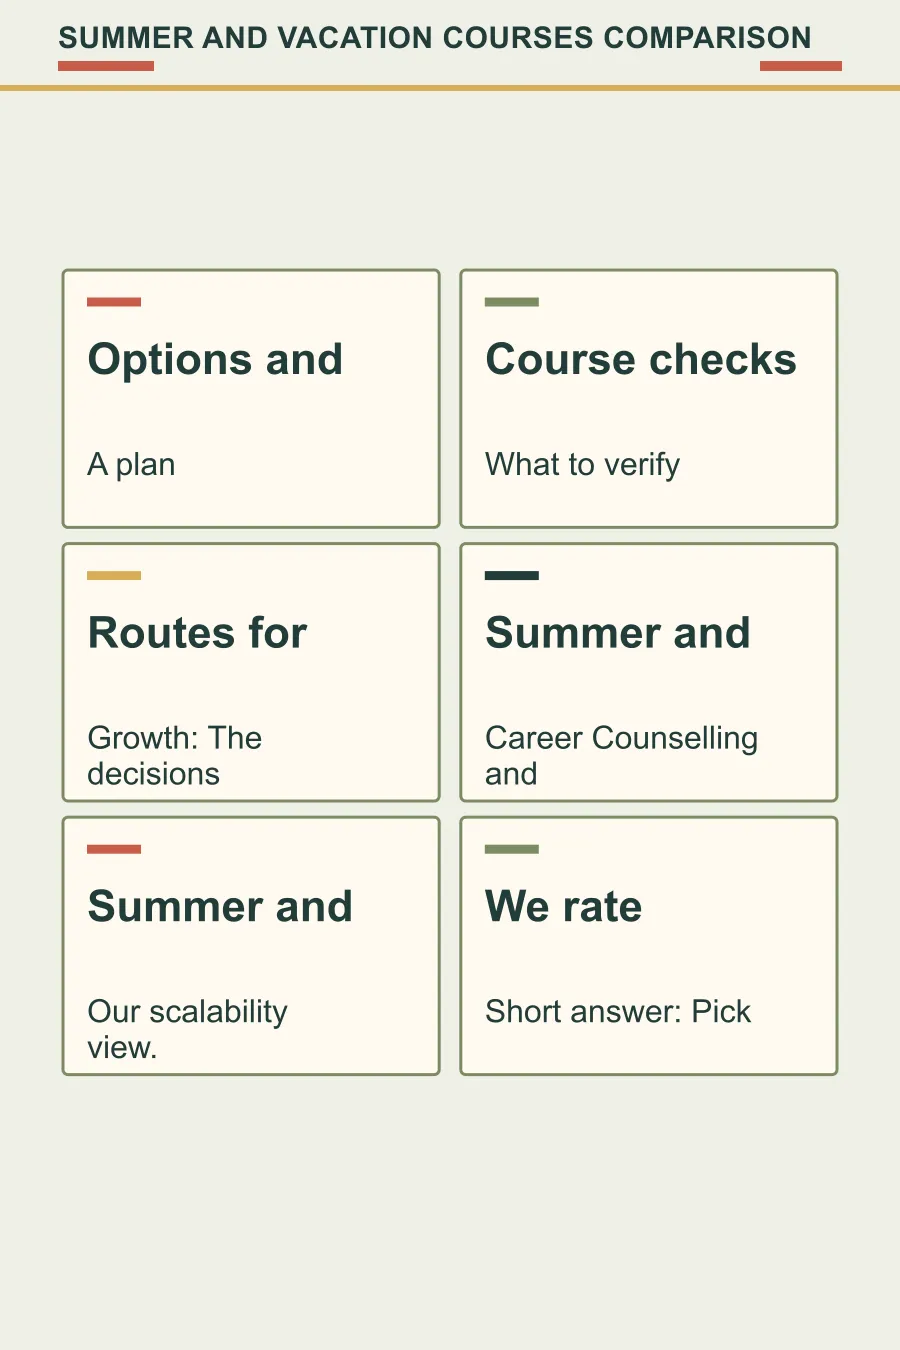 SUMMER AND VACATION COURSES COMPARISON
Options and
A plan
Course checks
What to verify
Routes for
Growth: The
decisions
Summer and
Career Counselling
and
Summer and
Our scalability
view.
We rate
Short answer: Pick